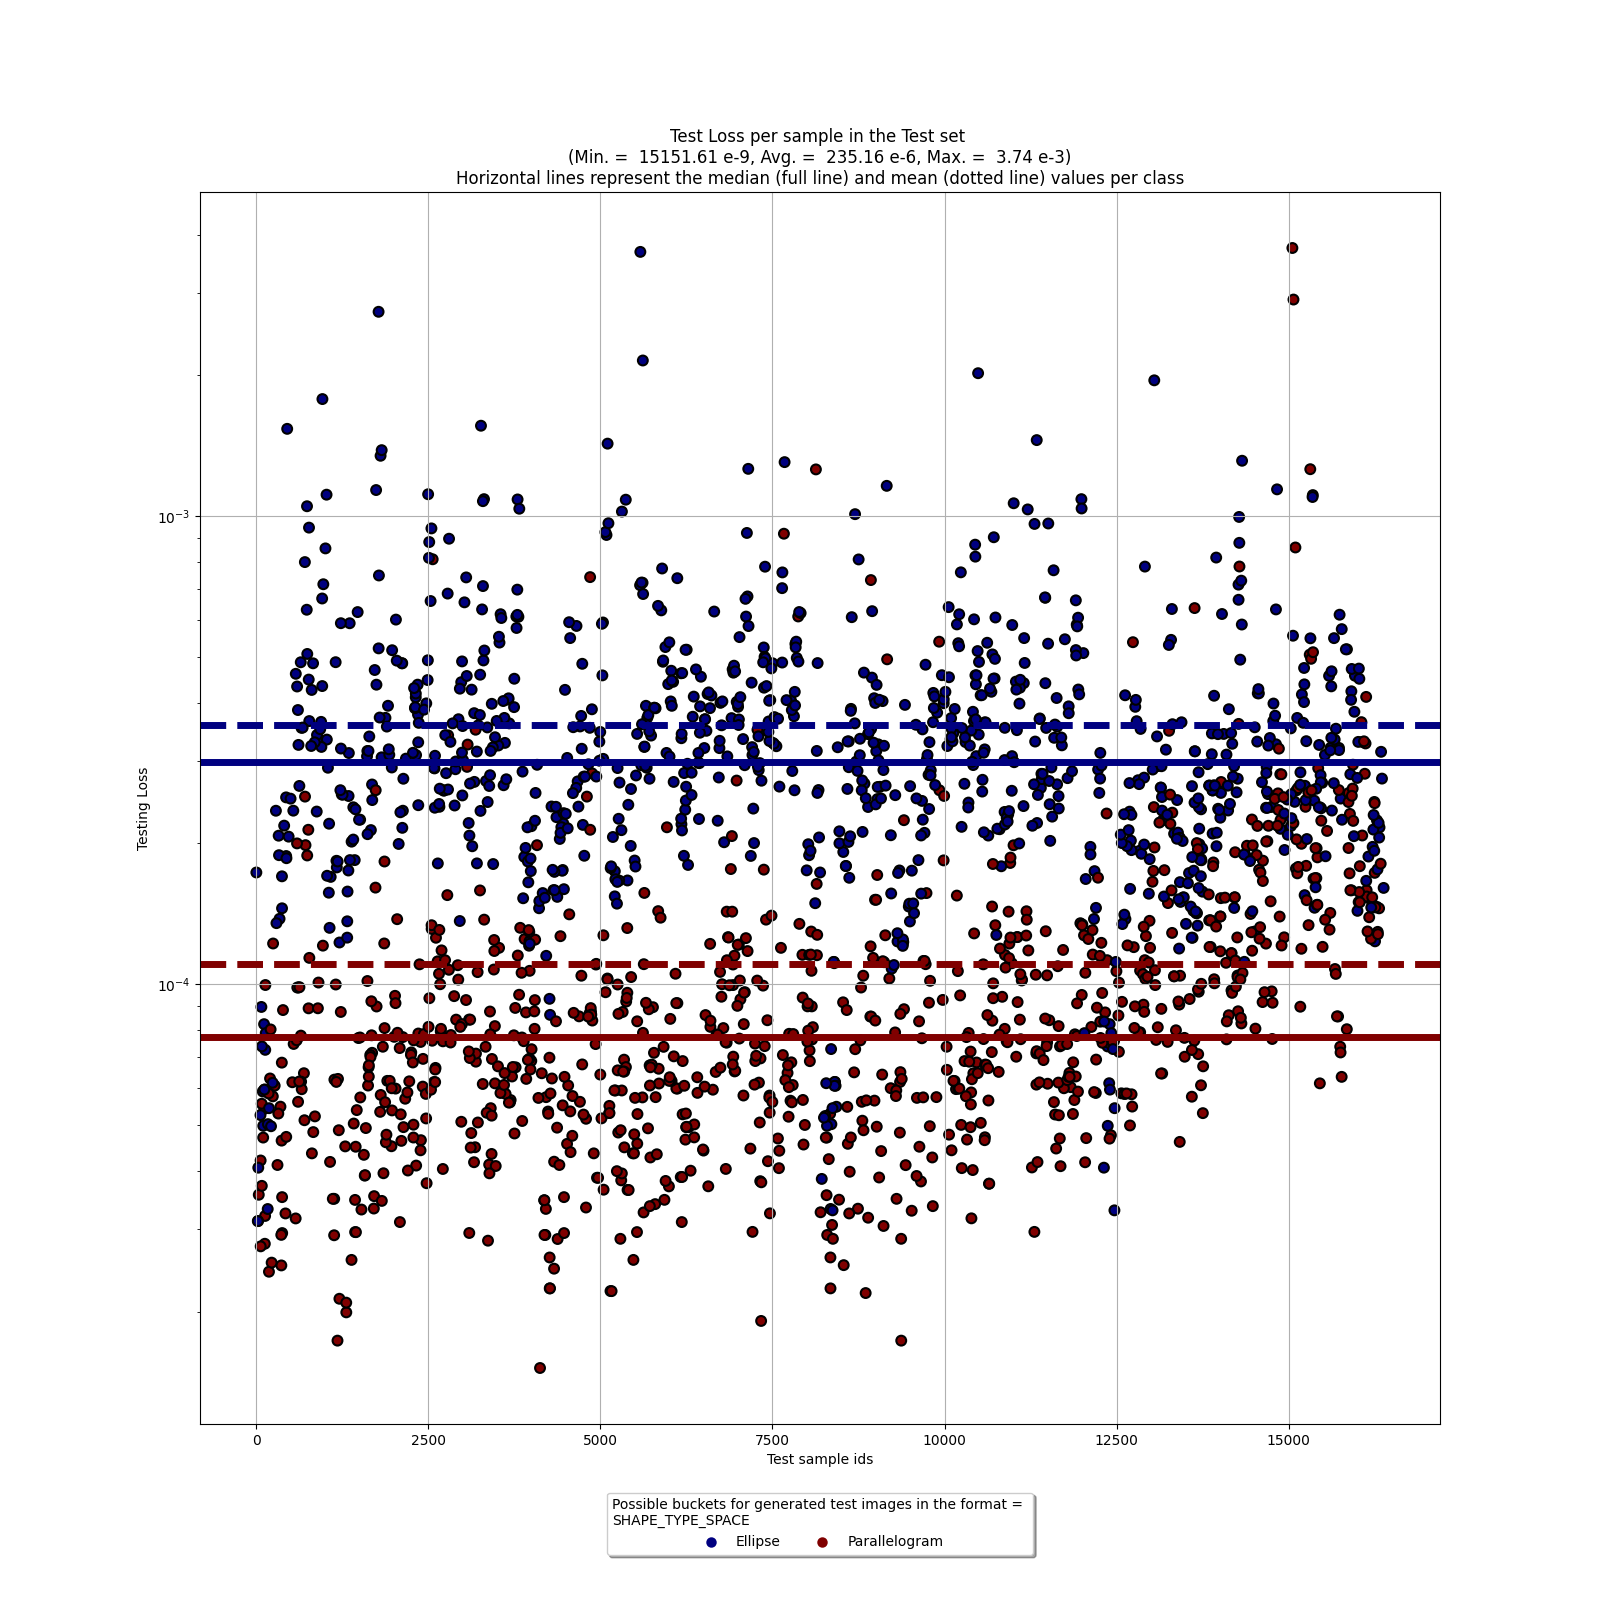 Test Loss per sample in the Test set
(Min. =  15151.61 e-9, Avg. =  235.16 e-6, Max. =  3.74 e-3)
Horizontal lines represent the median (full line) and mean (dotted line) values per class
Testing Loss
10⁻³
10⁻⁴
0 2500 5000 7500 10000 12500 15000
Test sample ids
Possible buckets for generated test images in the format =
SHAPE_TYPE_SPACE
Ellipse Parallelogram